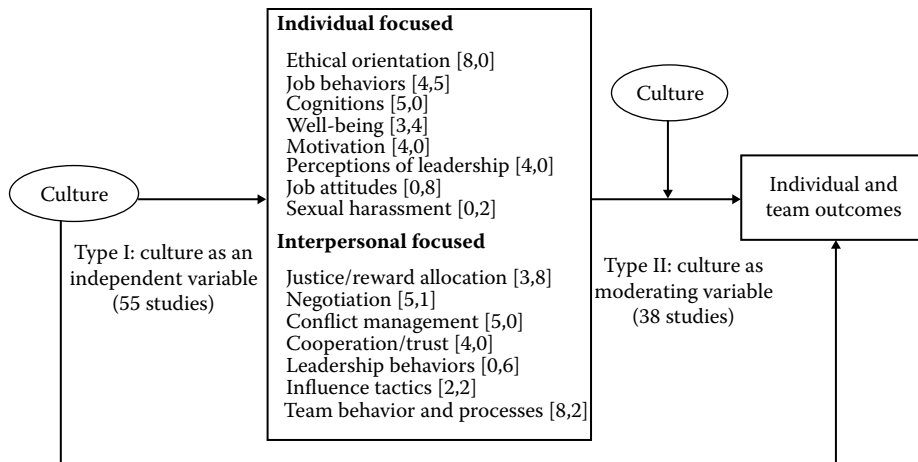 Culture
Type I: culture as an
independent variable
(55 studies)
Individual focused
Ethical orientation [8,0]
Job behaviors [4,5]
Cognitions [5,0]
Well-being [3,4]
Motivation [4,0]
Perceptions of leadership [4,0]
Job attitudes [0,8]
Sexual harassment [0,2]
Interpersonal focused
Justice/reward allocation [3,8]
Negotiation [5,1]
Conflict management [5,0]
Cooperation/trust [4,0]
Leadership behaviors [0,6]
Influence tactics [2,2]
Team behavior and processes [8,2]
Culture
Type II: culture as
moderating variable
(38 studies)
Individual and
team outcomes